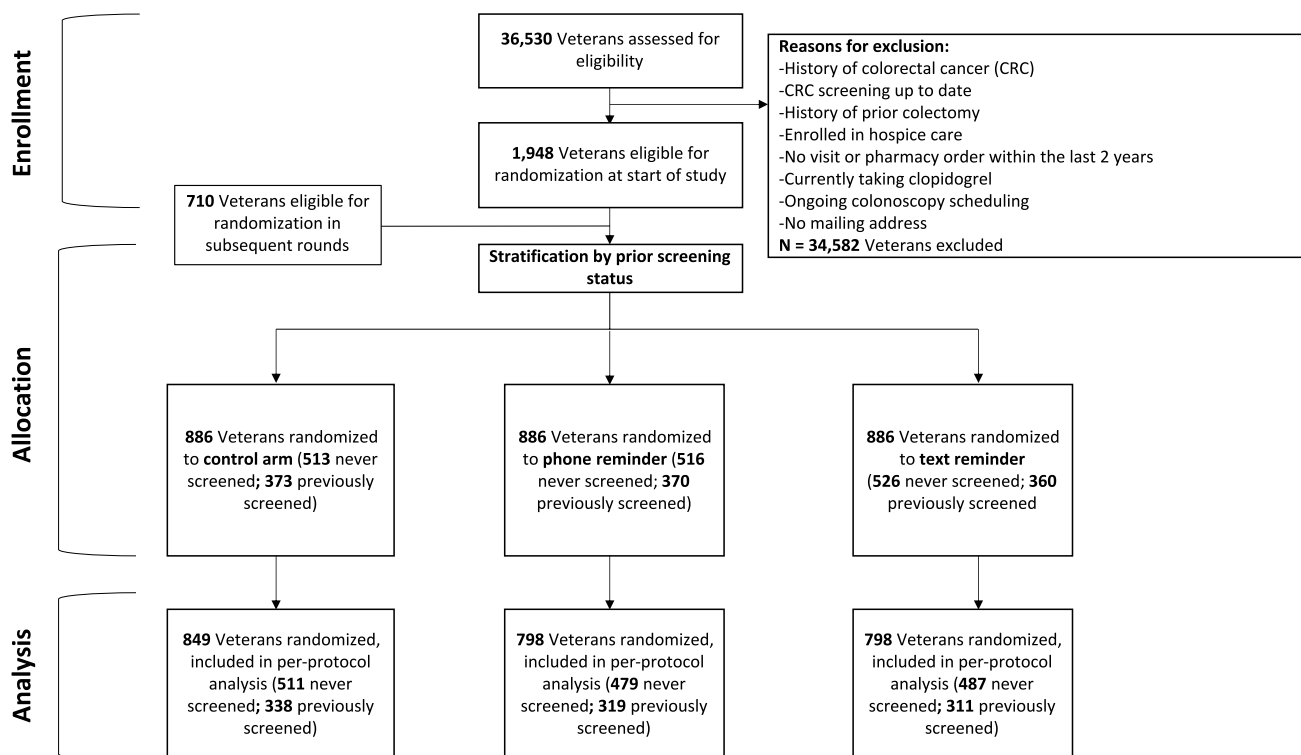 Enrollment
36,530 Veterans assessed for
eligibility
Reasons for exclusion:
-History of colorectal cancer (CRC)
-CRC screening up to date
-History of prior colectomy
-Enrolled in hospice care
-No visit or pharmacy order within the last 2 years
-Currently taking clopidogrel
-Ongoing colonoscopy scheduling
-No mailing address
N = 34,582 Veterans excluded
1,948 Veterans eligible for
randomization at start of study
710 Veterans eligible for
randomization in
subsequent rounds
Allocation
Stratification by prior screening
status
886 Veterans randomized
to control arm (513 never
screened; 373 previously
screened)
886 Veterans randomized
to phone reminder (516
never screened; 370
previously screened)
886 Veterans randomized
to text reminder
(526 never screened; 360
previously screened
Analysis
849 Veterans randomized,
included in per-protocol
analysis (511 never
screened; 338 previously
screened)
798 Veterans randomized,
included in per-protocol
analysis (479 never
screened; 319 previously
screened)
798 Veterans randomized,
included in per-protocol
analysis (487 never
screened; 311 previously
screened)